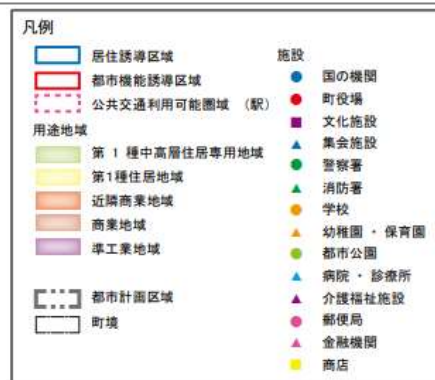 凡例
居住誘導区域
都市機能誘導区域
公共交通利用可能圏域 （駅）
用途地域
第 1 種中高層住居専用地域
第1種住居地域
近隣商業地域
商業地域
準工業地域
都市計画区域
町境
施設
国の機関
町役場
文化施設
集会施設
警察署
消防署
学校
幼稚園 ・ 保育園
都市公園
病院 ・ 診療所
介護福祉施設
郵便局
金融機関
商店